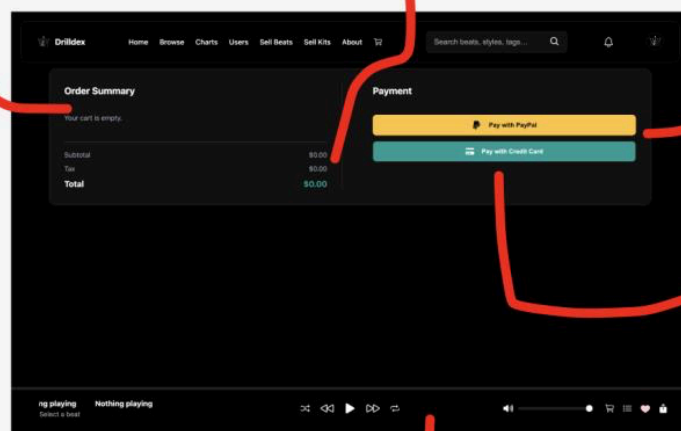 Drilldex Home Browse Charts Users Sell Beats Sell Kits About Search beats, styles, tags...
Order Summary
Your cart is empty.
Subtotal $0.00
Tax $0.00
Total $0.00
Payment
Pay with PayPal
Pay with Credit Card
ng playing Nothing playing
Select a beat